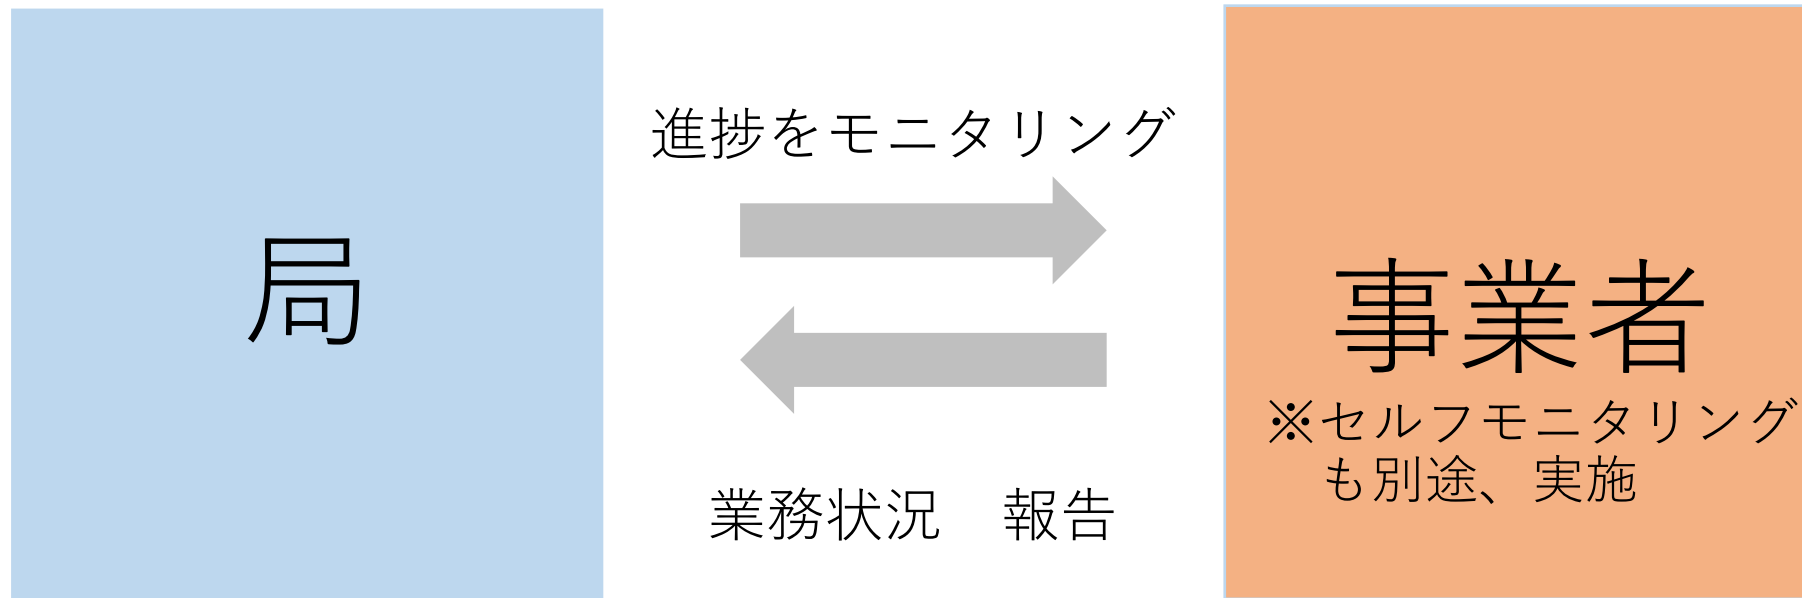 局
進捗をモニタリング
業務状況　報告
事業者
※セルフモニタリング
も別途、実施